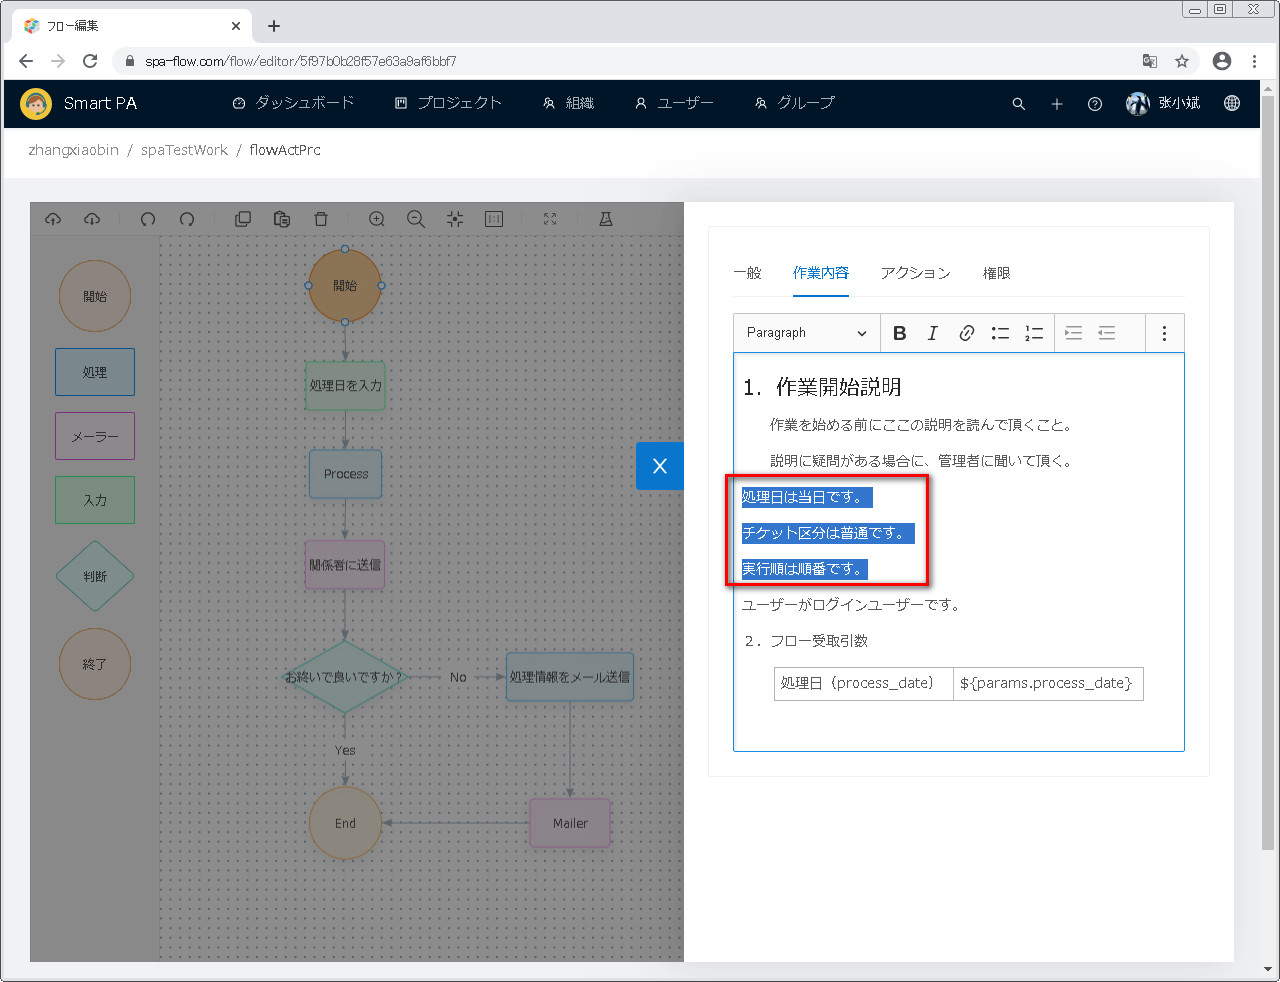 フロー編集
spa-flow.com/flow/editor/5f97b0b28f57e63a9af6bbf7
Smart PA
ダッシュボード
プロジェクト
組織
ユーザー
グループ
张小斌
zhangxiaobin / spaTestWork / flowActPrc
1:1
開始
処理
メーラー
入力
判断
終了
開始
処理日を入力
Process
関係者に送信
お終いで良いですか？
No
処理情報をメール送信
Yes
End
Mailer
X
一般
作業内容
アクション
権限
Paragraph
1. 作業開始説明
作業を始める前にここの説明を読んで頂くこと。
説明に疑問がある場合に、管理者に聞いて頂く。
処理日は当日です。
チケット区分は普通です。
実行順は順番です。
ユーザーがログインユーザーです。
２．フロー受取引数
処理日（process_date）
${params.process_date}